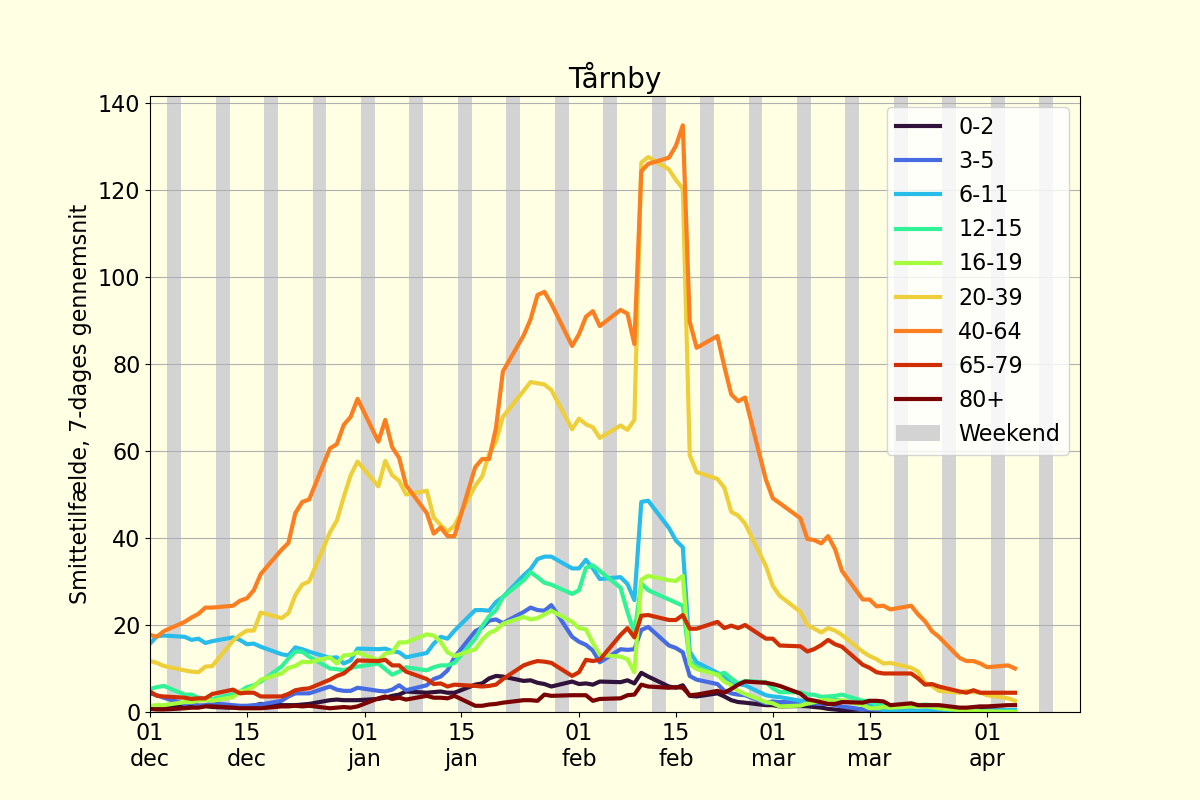 Tårnby
Smittetilfælde, 7-dages gennemsnit
140
120
100
80
60
40
20
0
01 dec
15 dec
01 jan
15 jan
01 feb
15 feb
01 mar
15 mar
01 apr
0-2
3-5
6-11
12-15
16-19
20-39
40-64
65-79
80+
Weekend